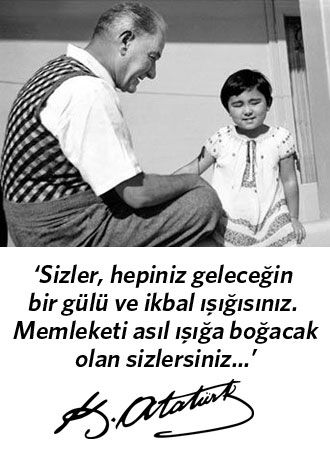 ‘Sizler, hepiniz geleceğin
bir gülü ve ikbal ışığısınız.
Memleketi asıl ışığa boğacak
olan sizlersiniz...’
K. Atatürk